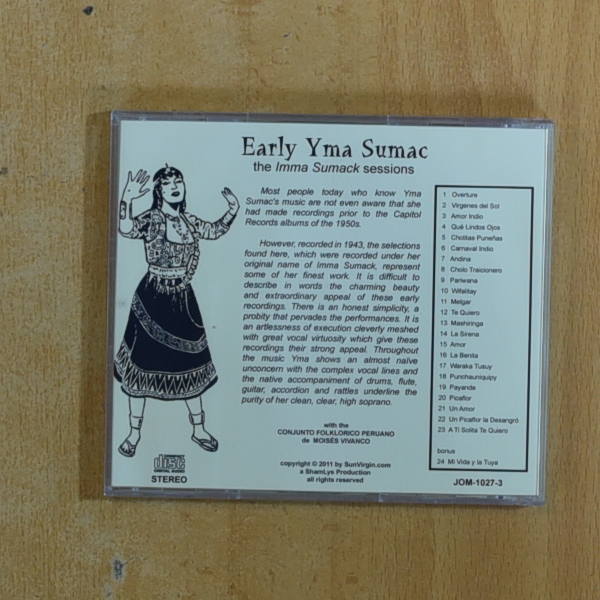 Early Yma Sumac
the Imma Sumack sessions
Most people today who know Yma
Sumac's music are not even aware that she
had made recordings prior to the Capitol
Records albums of the 1950s.
However, recorded in 1943, the selections
found here, which were recorded under her
original name of Imma Sumack, represent
some of her finest work. It is difficult to
describe in words the charming beauty
and extraordinary appeal of these early
recordings. There is an honest simplicity, a
probity that pervades the performances. It is
an artlessness of execution cleverly meshed
with great vocal virtuosity which give these
recordings their strong appeal. Throughout
the music Yma shows an almost naïve
unconcern with the complex vocal lines and
the native accompaniment of drums, flute,
guitar, accordion and rattles underline the
purity of her clean, clear, high soprano.
with the
CONJUNTO FOLKLORICO PERUANO
de MOISÉS VIVANCO
copyright © 2011 by SunVirgin.com
a ShamLys Production
all rights reserved
1 Overture
2 Virgenes del Sol
3 Amor Indio
4 Qué Lindos Ojos
5 Cholitas Puneñas
6 Carnaval Indio
7 Andina
8 Cholo Traicionero
9 Pariwana
10 Wifalitay
11 Melgar
12 Te Quiero
13 Mashiringa
14 La Sirena
15 Amor
16 La Benita
17 Waraka Tusuy
18 Punchauniquipy
19 Payande
20 Picaflor
21 Un Amor
22 Un Picaflor la Desangró
23 A Ti Solita Te Quiero
bonus
24 Mi Vida y la Tuya
disc
STEREO
JOM-1027-3